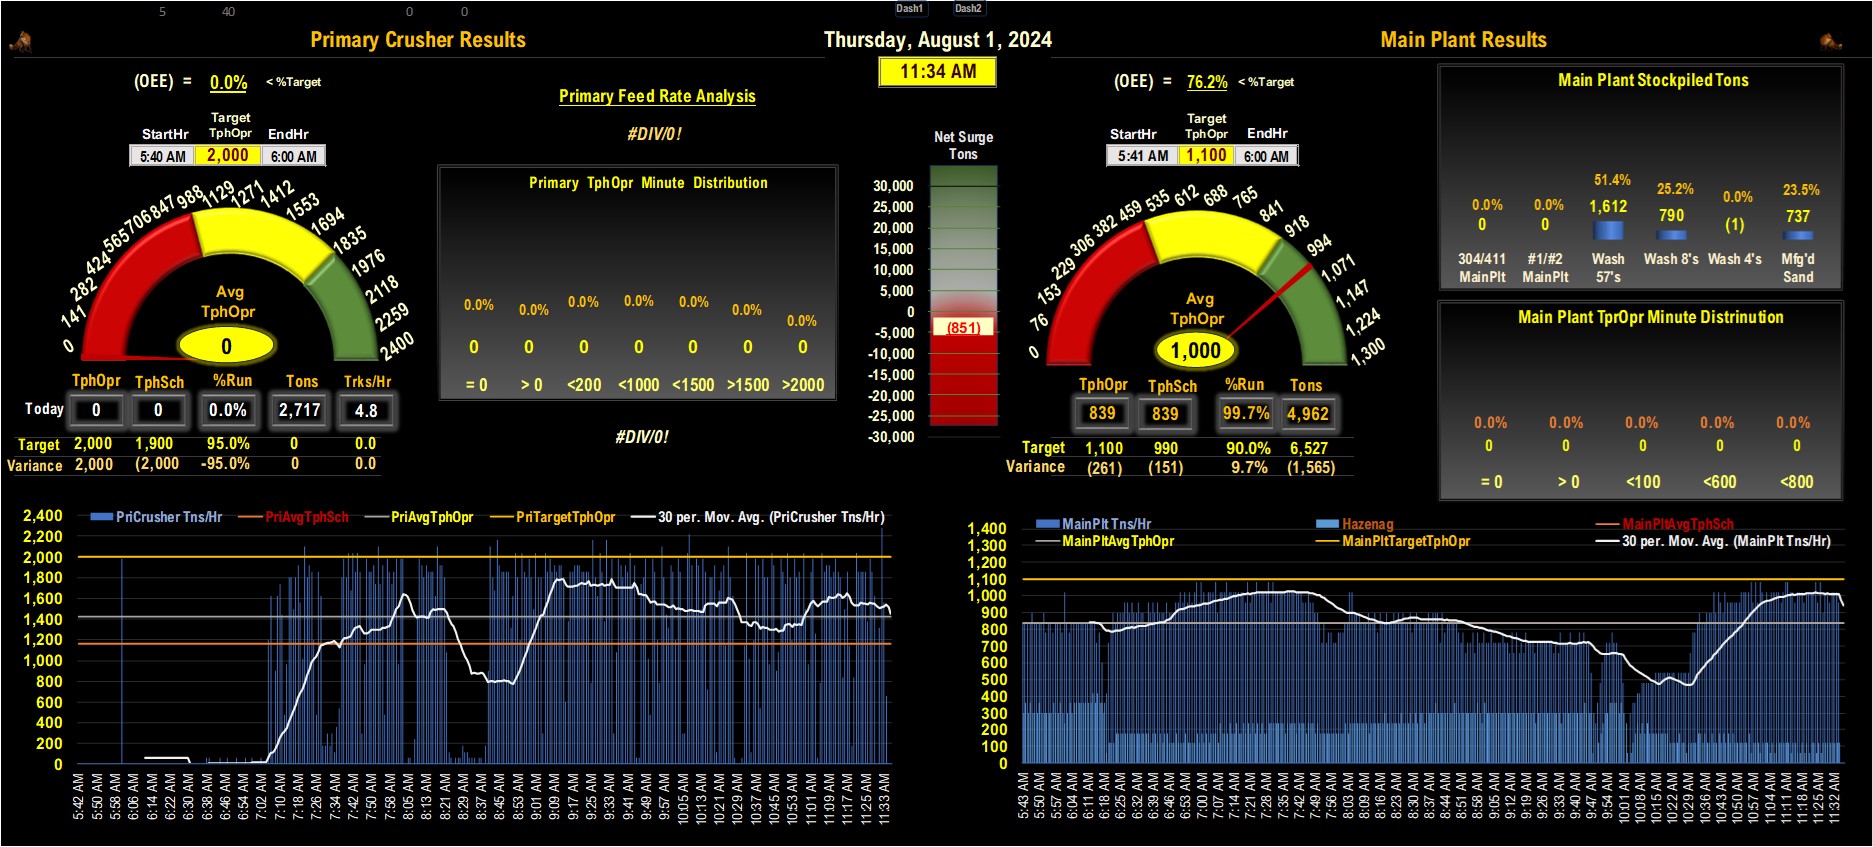 5 40 0 0 Dash1 Dash2
Primary Crusher Results
Thursday, August 1, 2024
Main Plant Results
11:34 AM
(OEE) = 0.0% < %Target
Target
StartHr TphOpr EndHr
5:40 AM 2,000 6:00 AM
0 141 282 424 565 706 847 988 1129 1271 1412 1553 1694 1835 1976 2118 2259 2400
Avg
TphOpr
0
TphOpr TphSch %Run Tons Trks/Hr
Today 0 0 0.0% 2,717 4.8
Target 2,000 1,900 95.0% 0 0.0
Variance 2,000 (2,000 -95.0% 0 0.0
Primary Feed Rate Analysis
#DIV/0!
Primary TphOpr Minute Distribution
0.0% 0.0% 0.0% 0.0% 0.0% 0.0% 0.0%
0 0 0 0 0 0 0
= 0 > 0 <200 <1000 <1500 >1500 >2000
#DIV/0!
Net Surge
Tons
30,000
25,000
20,000
15,000
10,000
5,000
0
(851)
-5,000
-10,000
-15,000
-20,000
-25,000
-30,000
(OEE) = 76.2% < %Target
Target
StartHr TphOpr EndHr
5:41 AM 1,100 6:00 AM
0 76 153 229 306 382 459 535 612 688 765 841 918 994 1,071 1,147 1,224 1,300
Avg
TphOpr
1,000
TphOpr TphSch %Run Tons
839 839 99.7% 4,962
Target 1,100 990 90.0% 6,527
Variance (261) (151) 9.7% (1,565)
Main Plant Stockpiled Tons
0.0% 0.0% 51.4% 25.2% 0.0% 23.5%
0 0 1,612 790 (1) 737
304/411 #1/#2 Wash Wash 8's Wash 4's Mfg'd
MainPlt MainPlt 57's Sand
Main Plant TprOpr Minute Distrinution
0.0% 0.0% 0.0% 0.0% 0.0%
0 0 0 0 0
= 0 > 0 <100 <600 <800
PriCrusher Tns/Hr PriAvgTphSch PriAvgTphOpr PriTargetTphOpr 30 per. Mov. Avg. (PriCrusher Tns/Hr)
2,400
2,200
2,000
1,800
1,600
1,400
1,200
1,000
800
600
400
200
0
5:42 AM 5:50 AM 5:58 AM 6:06 AM 6:14 AM 6:22 AM 6:30 AM 6:38 AM 6:46 AM 6:54 AM 7:02 AM 7:10 AM 7:18 AM 7:26 AM 7:34 AM 7:42 AM 7:50 AM 7:58 AM 8:05 AM 8:13 AM 8:21 AM 8:29 AM 8:37 AM 8:45 AM 8:53 AM 9:01 AM 9:09 AM 9:17 AM 9:25 AM 9:33 AM 9:41 AM 9:49 AM 9:57 AM 10:05 AM 10:13 AM 10:21 AM 10:29 AM 10:37 AM 10:45 AM 10:53 AM 11:01 AM 11:09 AM 11:17 AM 11:25 AM 11:33 AM
MainPlt Tns/Hr Hazenag MainPltAvgTphSch
MainPltAvgTphOpr MainPltTargetTphOpr 30 per. Mov. Avg. (MainPlt Tns/Hr)
1,400
1,300
1,200
1,100
1,000
900
800
700
600
500
400
300
200
100
0
5:43 AM 5:50 AM 5:57 AM 6:04 AM 6:11 AM 6:18 AM 6:25 AM 6:32 AM 6:39 AM 6:46 AM 6:53 AM 7:00 AM 7:07 AM 7:14 AM 7:21 AM 7:28 AM 7:35 AM 7:42 AM 7:49 AM 7:56 AM 8:03 AM 8:09 AM 8:16 AM 8:23 AM 8:30 AM 8:37 AM 8:44 AM 8:51 AM 8:58 AM 9:05 AM 9:12 AM 9:19 AM 9:26 AM 9:33 AM 9:40 AM 9:47 AM 9:54 AM 10:01 AM 10:08 AM 10:15 AM 10:22 AM 10:29 AM 10:36 AM 10:43 AM 10:50 AM 10:57 AM 11:04 AM 11:11 AM 11:18 AM 11:25 AM 11:32 AM